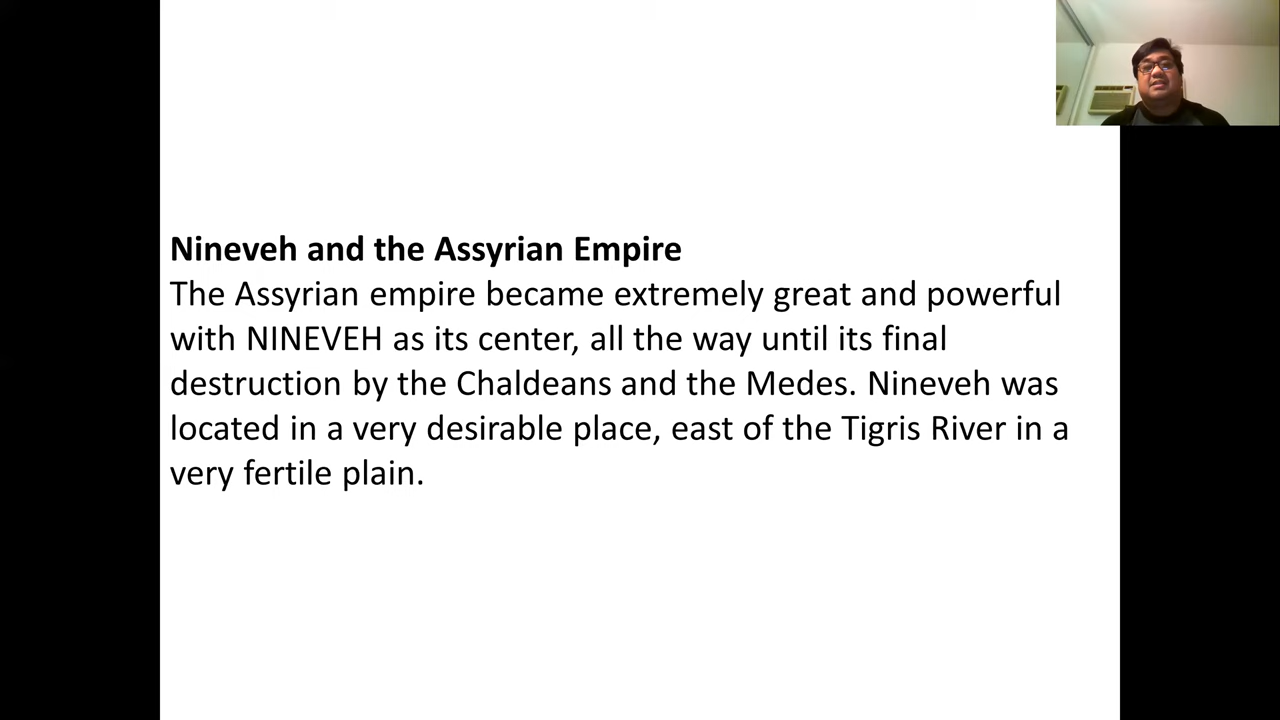 Nineveh and the Assyrian Empire
The Assyrian empire became extremely great and powerful
with NINEVEH as its center, all the way until its final
destruction by the Chaldeans and the Medes. Nineveh was
located in a very desirable place, east of the Tigris River in a
very fertile plain.